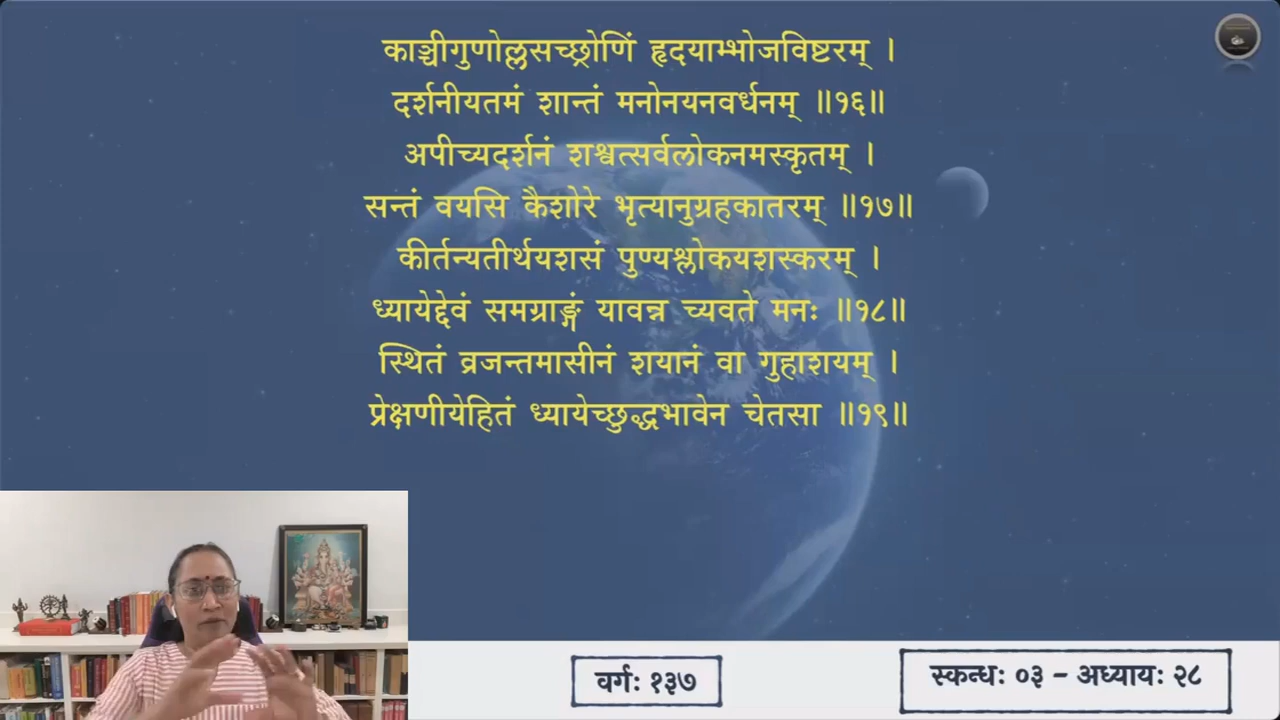 काञ्चीगुणोल्लसच्छ्रोणिं हृदयाम्भोजविष्टरम् ।
दर्शनीयतमं शान्तं मनोनयनवर्धनम् ॥१६॥
अपीच्यदर्शनं शश्वत्सर्वलोकनमस्कृतम् ।
सन्तं वयसि कैशोरे भृत्यानुग्रहकातरम् ॥१७॥
कीर्तन्यतीर्थयशसं पुण्यश्लोकयशस्करम् ।
ध्यायेद्देवं समग्राङ्गं यावन्न च्यवते मनः ॥१८॥
स्थितं व्रजन्तमासीनं शयानं वा गुहाशयम् ।
प्रेक्षणीयेहितं ध्यायेच्छुद्धभावेन चेतसा ॥१९॥
वर्गः १३७
स्कन्धः ०३ - अध्यायः २८